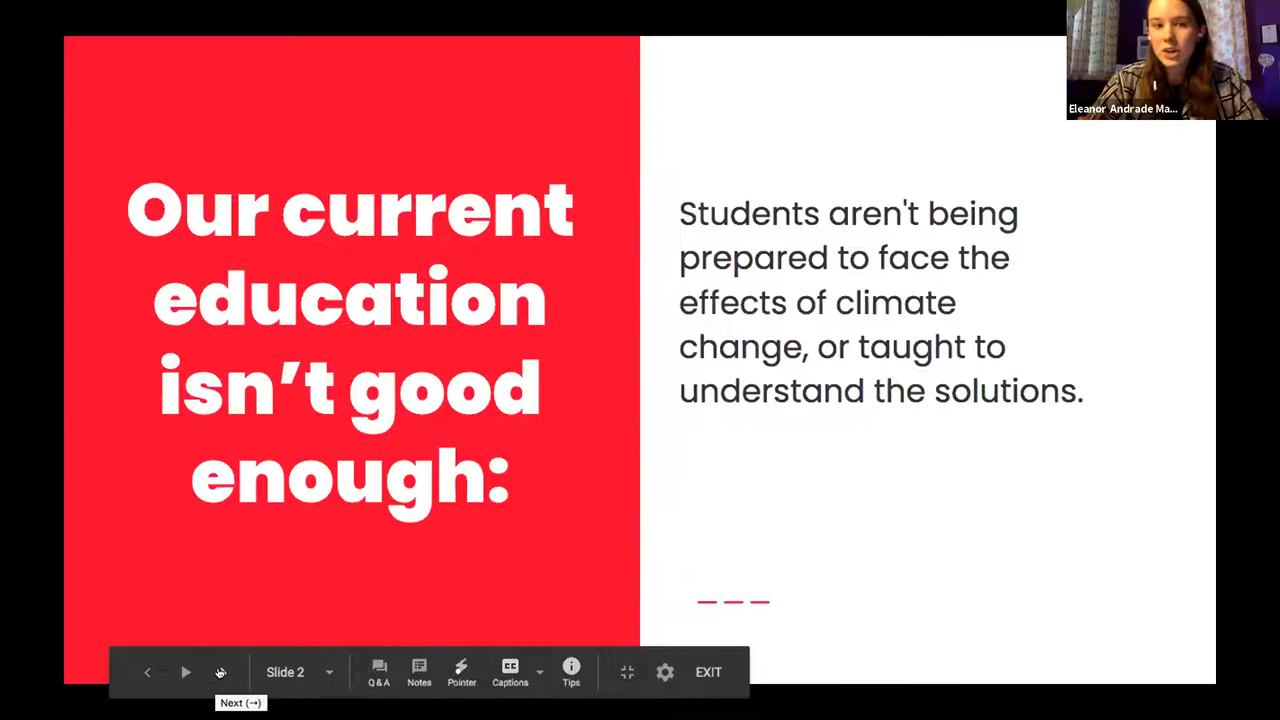 Eleanor Andrade Ma...
Our current
education
isn’t good
enough:
Students aren't being
prepared to face the
effects of climate
change, or taught to
understand the solutions.
Slide 2
Q&A
Notes
Pointer
Captions
Tips
EXIT
Next (→)